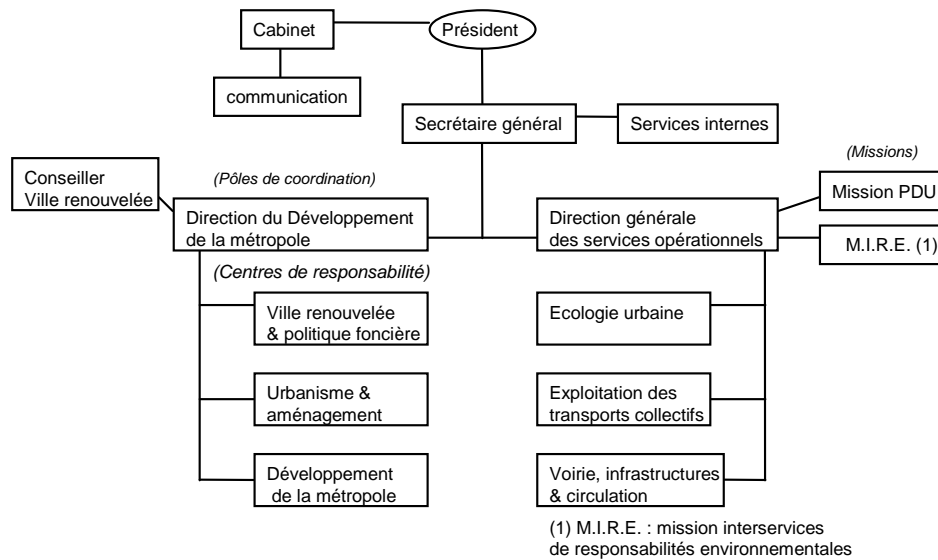 Cabinet
Président
communication
Secrétaire général
Services internes
(Missions)
Conseiller
Ville renouvelée
(Pôles de coordination)
Mission PDU
Direction du Développement
de la métropole
Direction générale
des services opérationnels
M.I.R.E. (1)
(Centres de responsabilité)
Ville renouvelée
& politique foncière
Ecologie urbaine
Urbanisme &
aménagement
Exploitation des
transports collectifs
Développement
de la métropole
Voirie, infrastructures
& circulation
(1) M.I.R.E. : mission interservices
de responsabilités environnementales